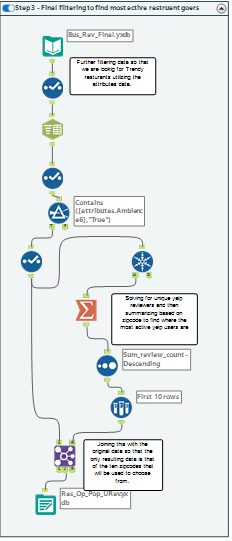 Step 3 - Final filtering to find most active restruant goers
Bus_Rev_Final.yxdb
Further filtering data so that
we are lookig for Trendy
resturants utilizing the
attributes data.
Contains
([attributes.Ambienc
e6],"True")
Solving for unique yelp
reviewers and then
summarizing based on
zipcode to find where the
most active yelp users are
Sum_review_count -
Descending
First 10 rows
Joining this with the
original data so that the
only resulting data is that
of the ten zipcodes that
will be used to choose
from.
Res_Op_Pop_URev.yx
db